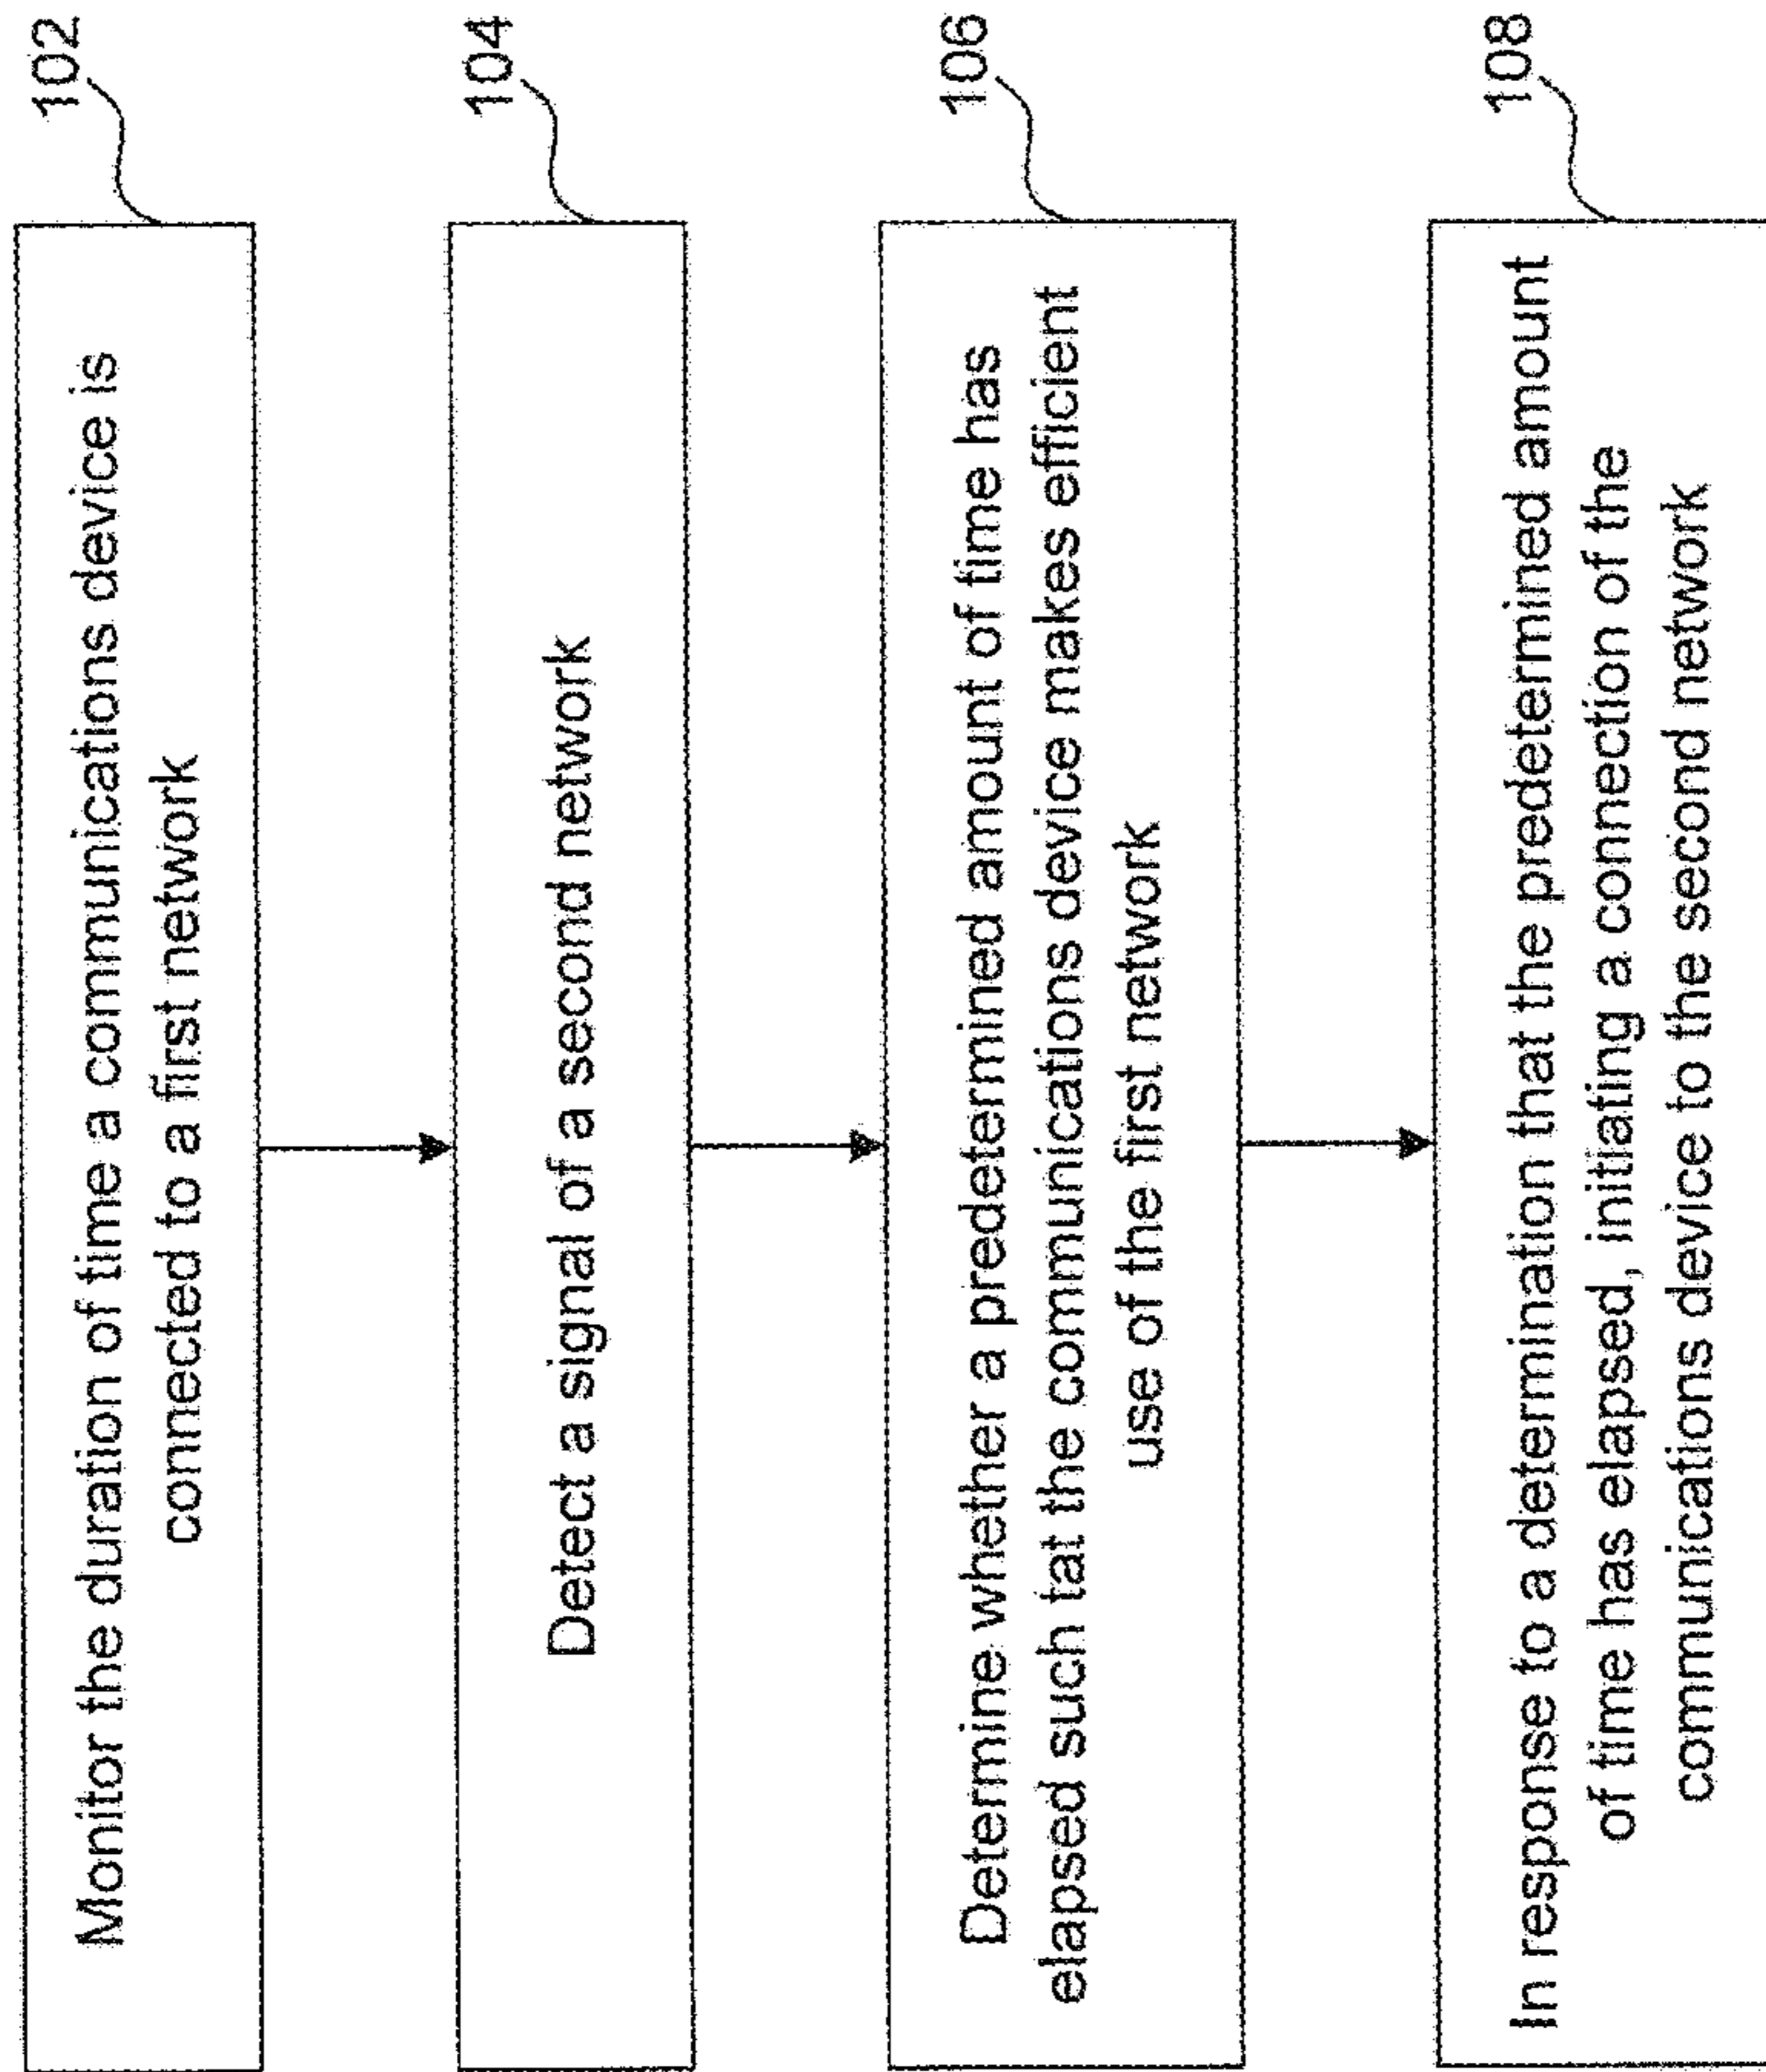 102
Monitor the duration of time a communications device is
connected to a first network
104
Detect a signal of a second network
106
Determine whether a predetermined amount of time has
elapsed such tat the communications device makes efficient
use of the first network
108
In response to a determination that the predetermined amount
of time has elapsed, initiating a connection of the
communications device to the second network